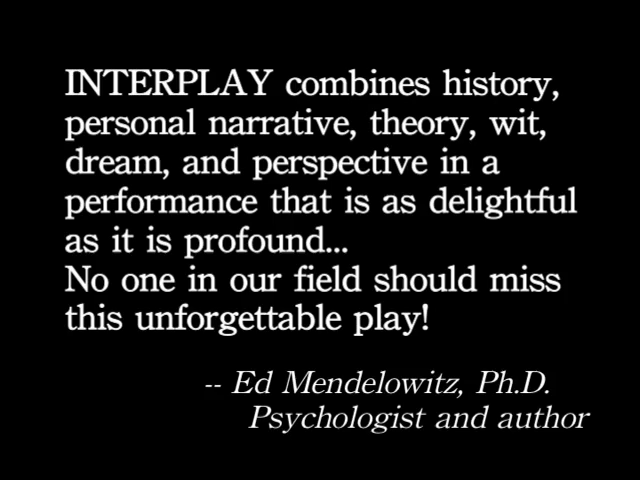 INTERPLAY combines history,
personal narrative, theory, wit,
dream, and perspective in a
performance that is as delightful
as it is profound...
No one in our field should miss
this unforgettable play!
-- Ed Mendelowitz, Ph.D.
Psychologist and author